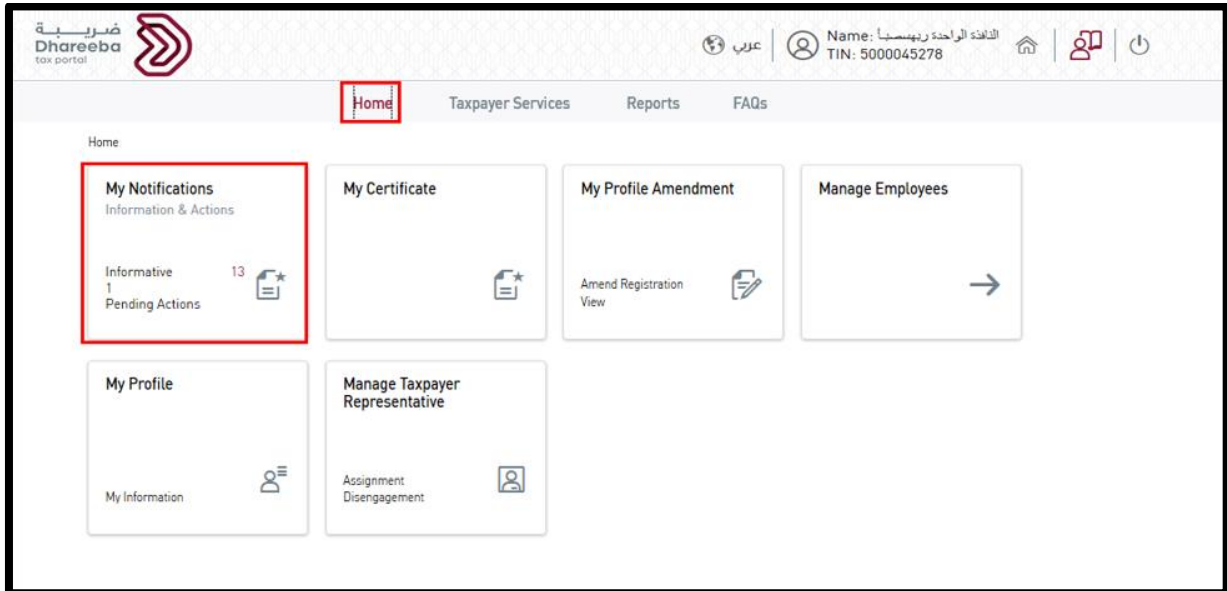 ضريبة
Dhareeba
tax portal
عربي
Name: النافذة الواحدة
TIN: 5000045278
Home
Taxpayer Services
Reports
FAQs
Home
My Notifications
Information & Actions
Informative 13
1
Pending Actions
My Certificate
My Profile Amendment
Amend Registration
View
Manage Employees
My Profile
My Information
Manage Taxpayer
Representative
Assignment
Disengagement